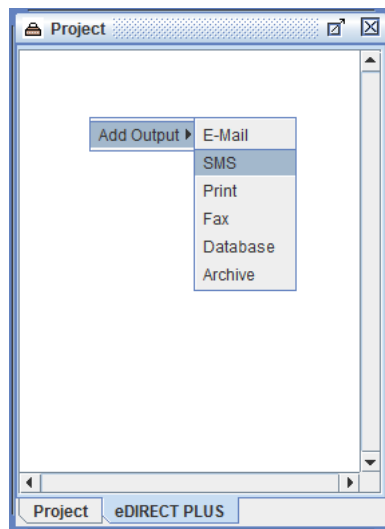 Project
Add Output
E-Mail
SMS
Print
Fax
Database
Archive
Project
eDIRECT PLUS